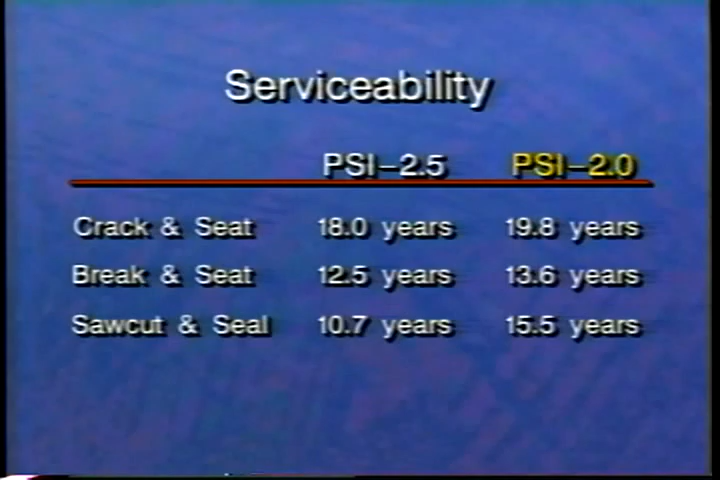 Serviceability
PSI-2.5 PSI-2.0
Crack & Seat 18.0 years 19.8 years
Break & Seat 12.5 years 13.6 years
Sawcut & Seal 10.7 years 15.5 years